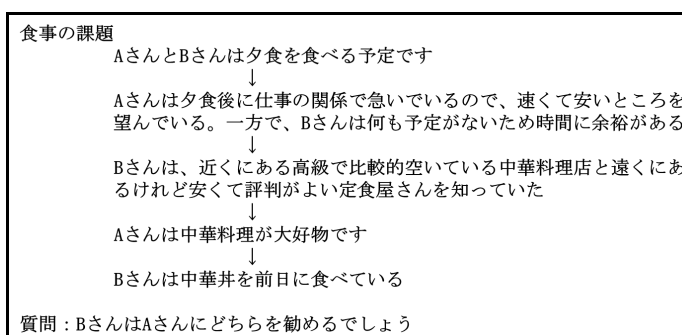 食事の課題
AさんとBさんは夕食を食べる予定です
↓
Aさんは夕食後に仕事の関係で急いでいるので、速くて安いところを
望んでいる。一方で、Bさんは何も予定がないため時間に余裕がある
↓
Bさんは、近くにある高級で比較的空いている中華料理店と遠くにあ
るけれど安くて評判がよい定食屋さんを知っていた
↓
Aさんは中華料理が大好物です
↓
Bさんは中華丼を前日に食べている
質問：BさんはAさんにどちらを勧めるでしょう